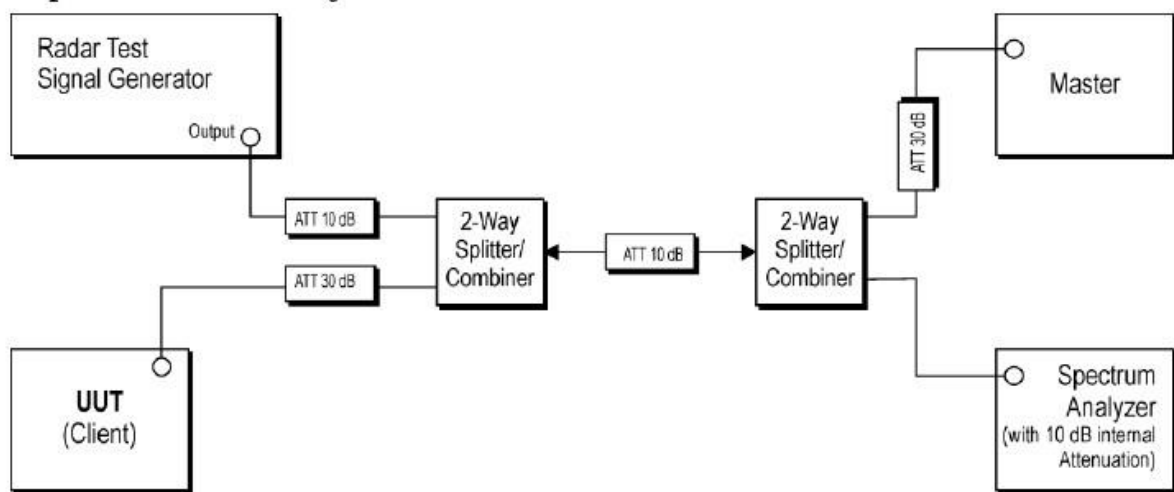 Radar Test
Signal Generator
Output
ATT 10 dB
ATT 30 dB
UUT
(Client)
2-Way
Splitter/
Combiner
ATT 10 dB
2-Way
Splitter/
Combiner
ATT 30 dB
Master
Spectrum
Analyzer
(with 10 dB internal
Attenuation)